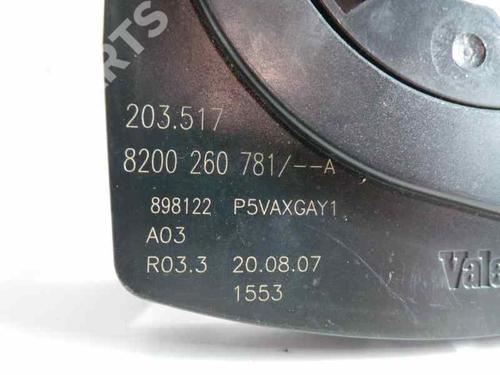 203.517
8200 260 781/--A
898122 P5VAXGAY1
A03
R03.3 20.08.07
1553